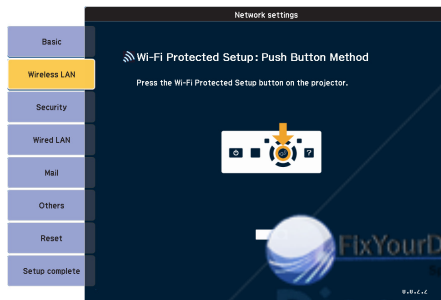 Network settings
Basic
Wireless LAN
Security
Wired LAN
Mail
Others
Reset
Setup complete
Wi-Fi Protected Setup: Push Button Method
Press the Wi-Fi Protected Setup button on the projector.
?
FixYourD